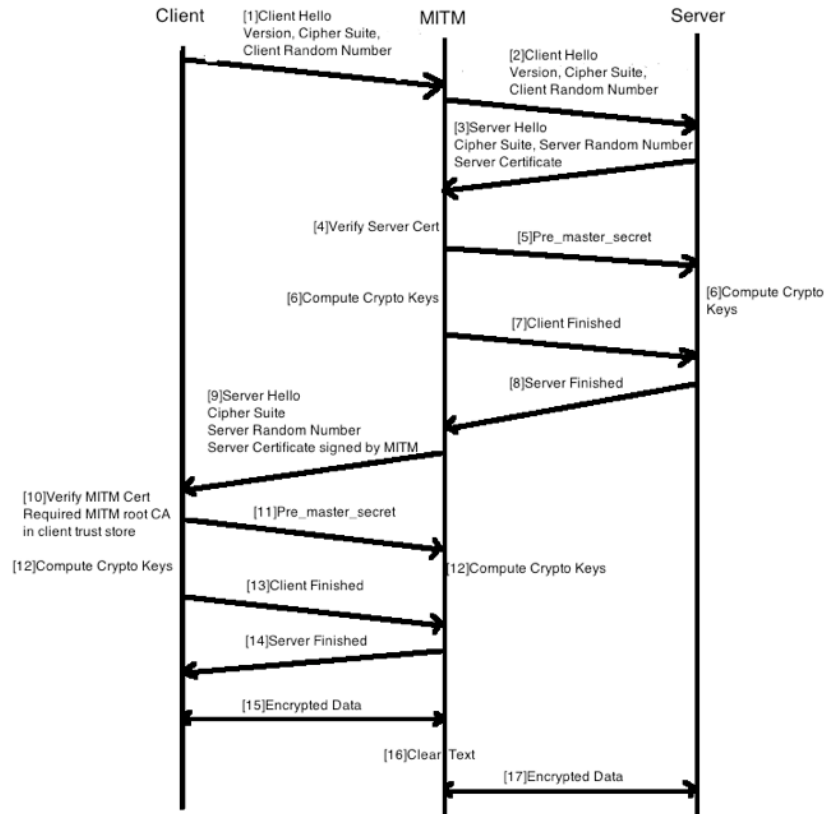 Client
MITM
Server
[1]Client Hello
Version, Cipher Suite,
Client Random Number
[2]Client Hello
Version, Cipher Suite,
Client Random Number
[3]Server Hello
Cipher Suite, Server Random Number
Server Certificate
[4]Verify Server Cert
[5]Pre_master_secret
[6]Compute Crypto Keys
[6]Compute Crypto
Keys
[7]Client Finished
[8]Server Finished
[9]Server Hello
Cipher Suite
Server Random Number
Server Certificate signed by MITM
[10]Verify MITM Cert
Required MITM root CA
in client trust store
[11]Pre_master_secret
[12]Compute Crypto Keys
[12]Compute Crypto Keys
[13]Client Finished
[14]Server Finished
[15]Encrypted Data
[16]Clear Text
[17]Encrypted Data